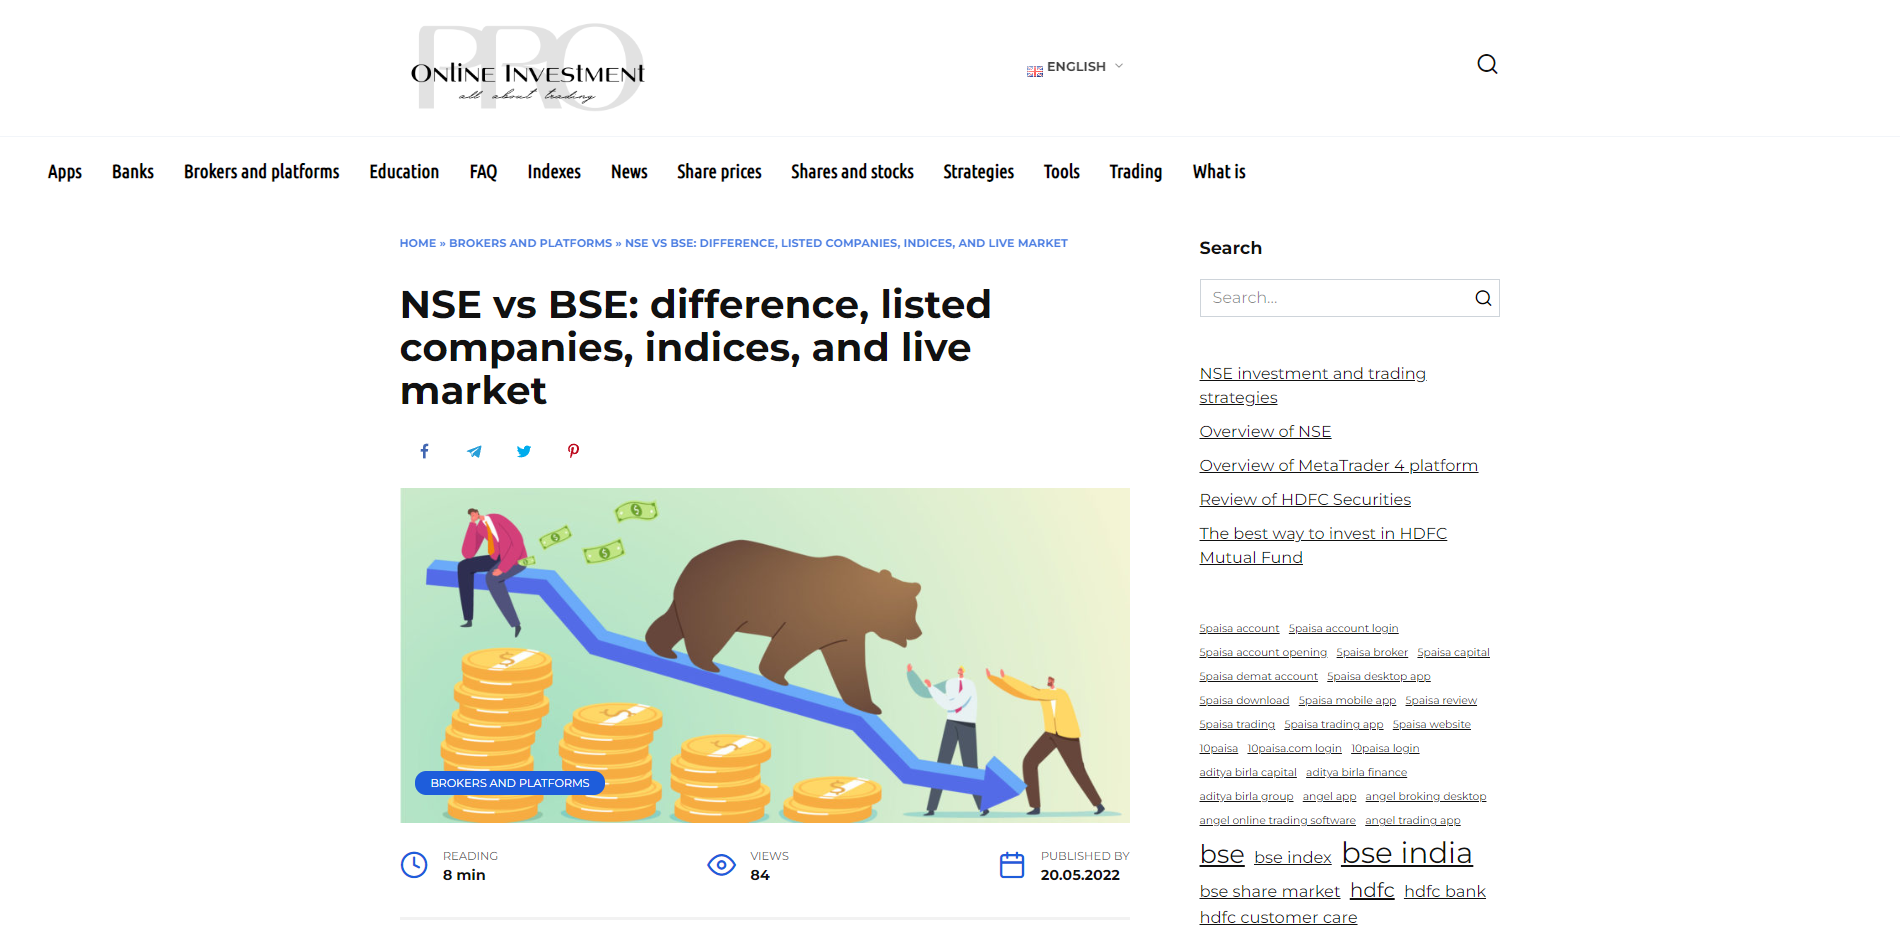 PRO
Online Investment
all about trading
ENGLISH
Apps Banks Brokers and platforms Education FAQ Indexes News Share prices Shares and stocks Strategies Tools Trading What is
HOME » BROKERS AND PLATFORMS » NSE VS BSE: DIFFERENCE, LISTED COMPANIES, INDICES, AND LIVE MARKET
NSE vs BSE: difference, listed
companies, indices, and live
market
BROKERS AND PLATFORMS
READING
8 min
VIEWS
84
PUBLISHED BY
20.05.2022
Search
Search...
NSE investment and trading
strategies
Overview of NSE
Overview of MetaTrader 4 platform
Review of HDFC Securities
The best way to invest in HDFC
Mutual Fund
5paisa account 5paisa account login
5paisa account opening 5paisa broker 5paisa capital
5paisa demat account 5paisa desktop app
5paisa download 5paisa mobile app 5paisa review
5paisa trading 5paisa trading app 5paisa website
10paisa 10paisa.com login 10paisa login
aditya birla capital aditya birla finance
aditya birla group angel app angel broking desktop
angel online trading software angel trading app
bse bse index bse india
bse share market hdfc hdfc bank
hdfc customer care